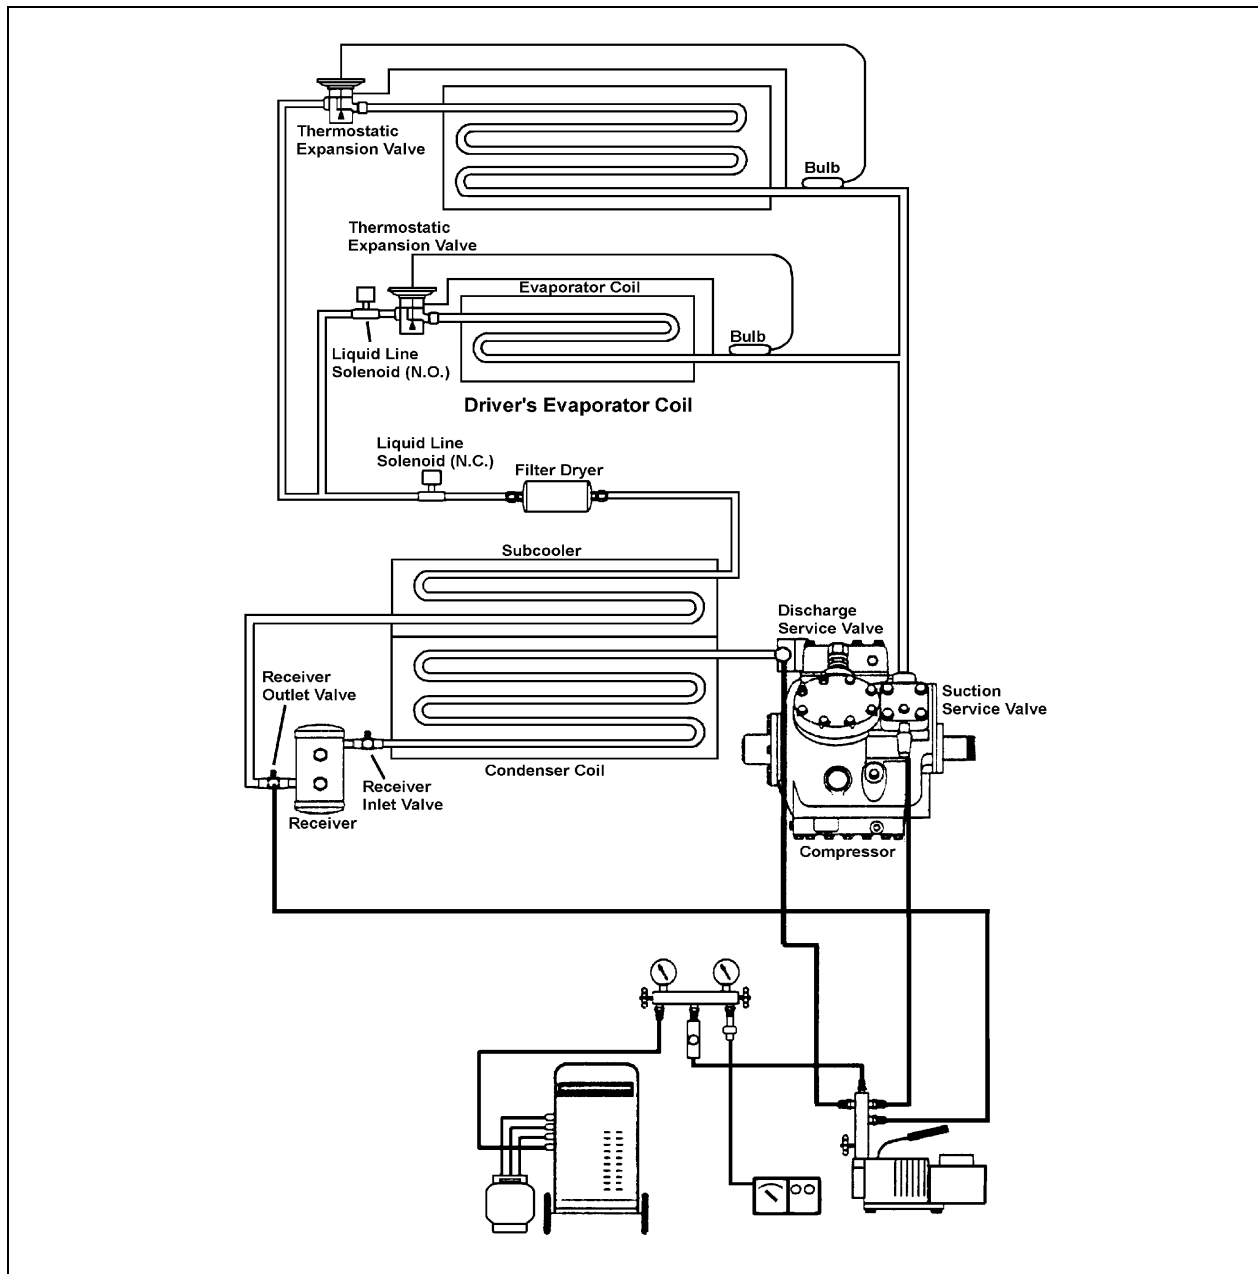 Thermostatic
Expansion Valve
Bulb
Thermostatic
Expansion Valve
Evaporator Coil
Bulb
Liquid Line
Solenoid (N.O.)
Driver's Evaporator Coil
Liquid Line
Solenoid (N.C.)
Filter Dryer
Subcooler
Discharge
Service Valve
Receiver
Outlet Valve
Suction
Service Valve
Condenser Coil
Receiver
Inlet Valve
Receiver
Compressor